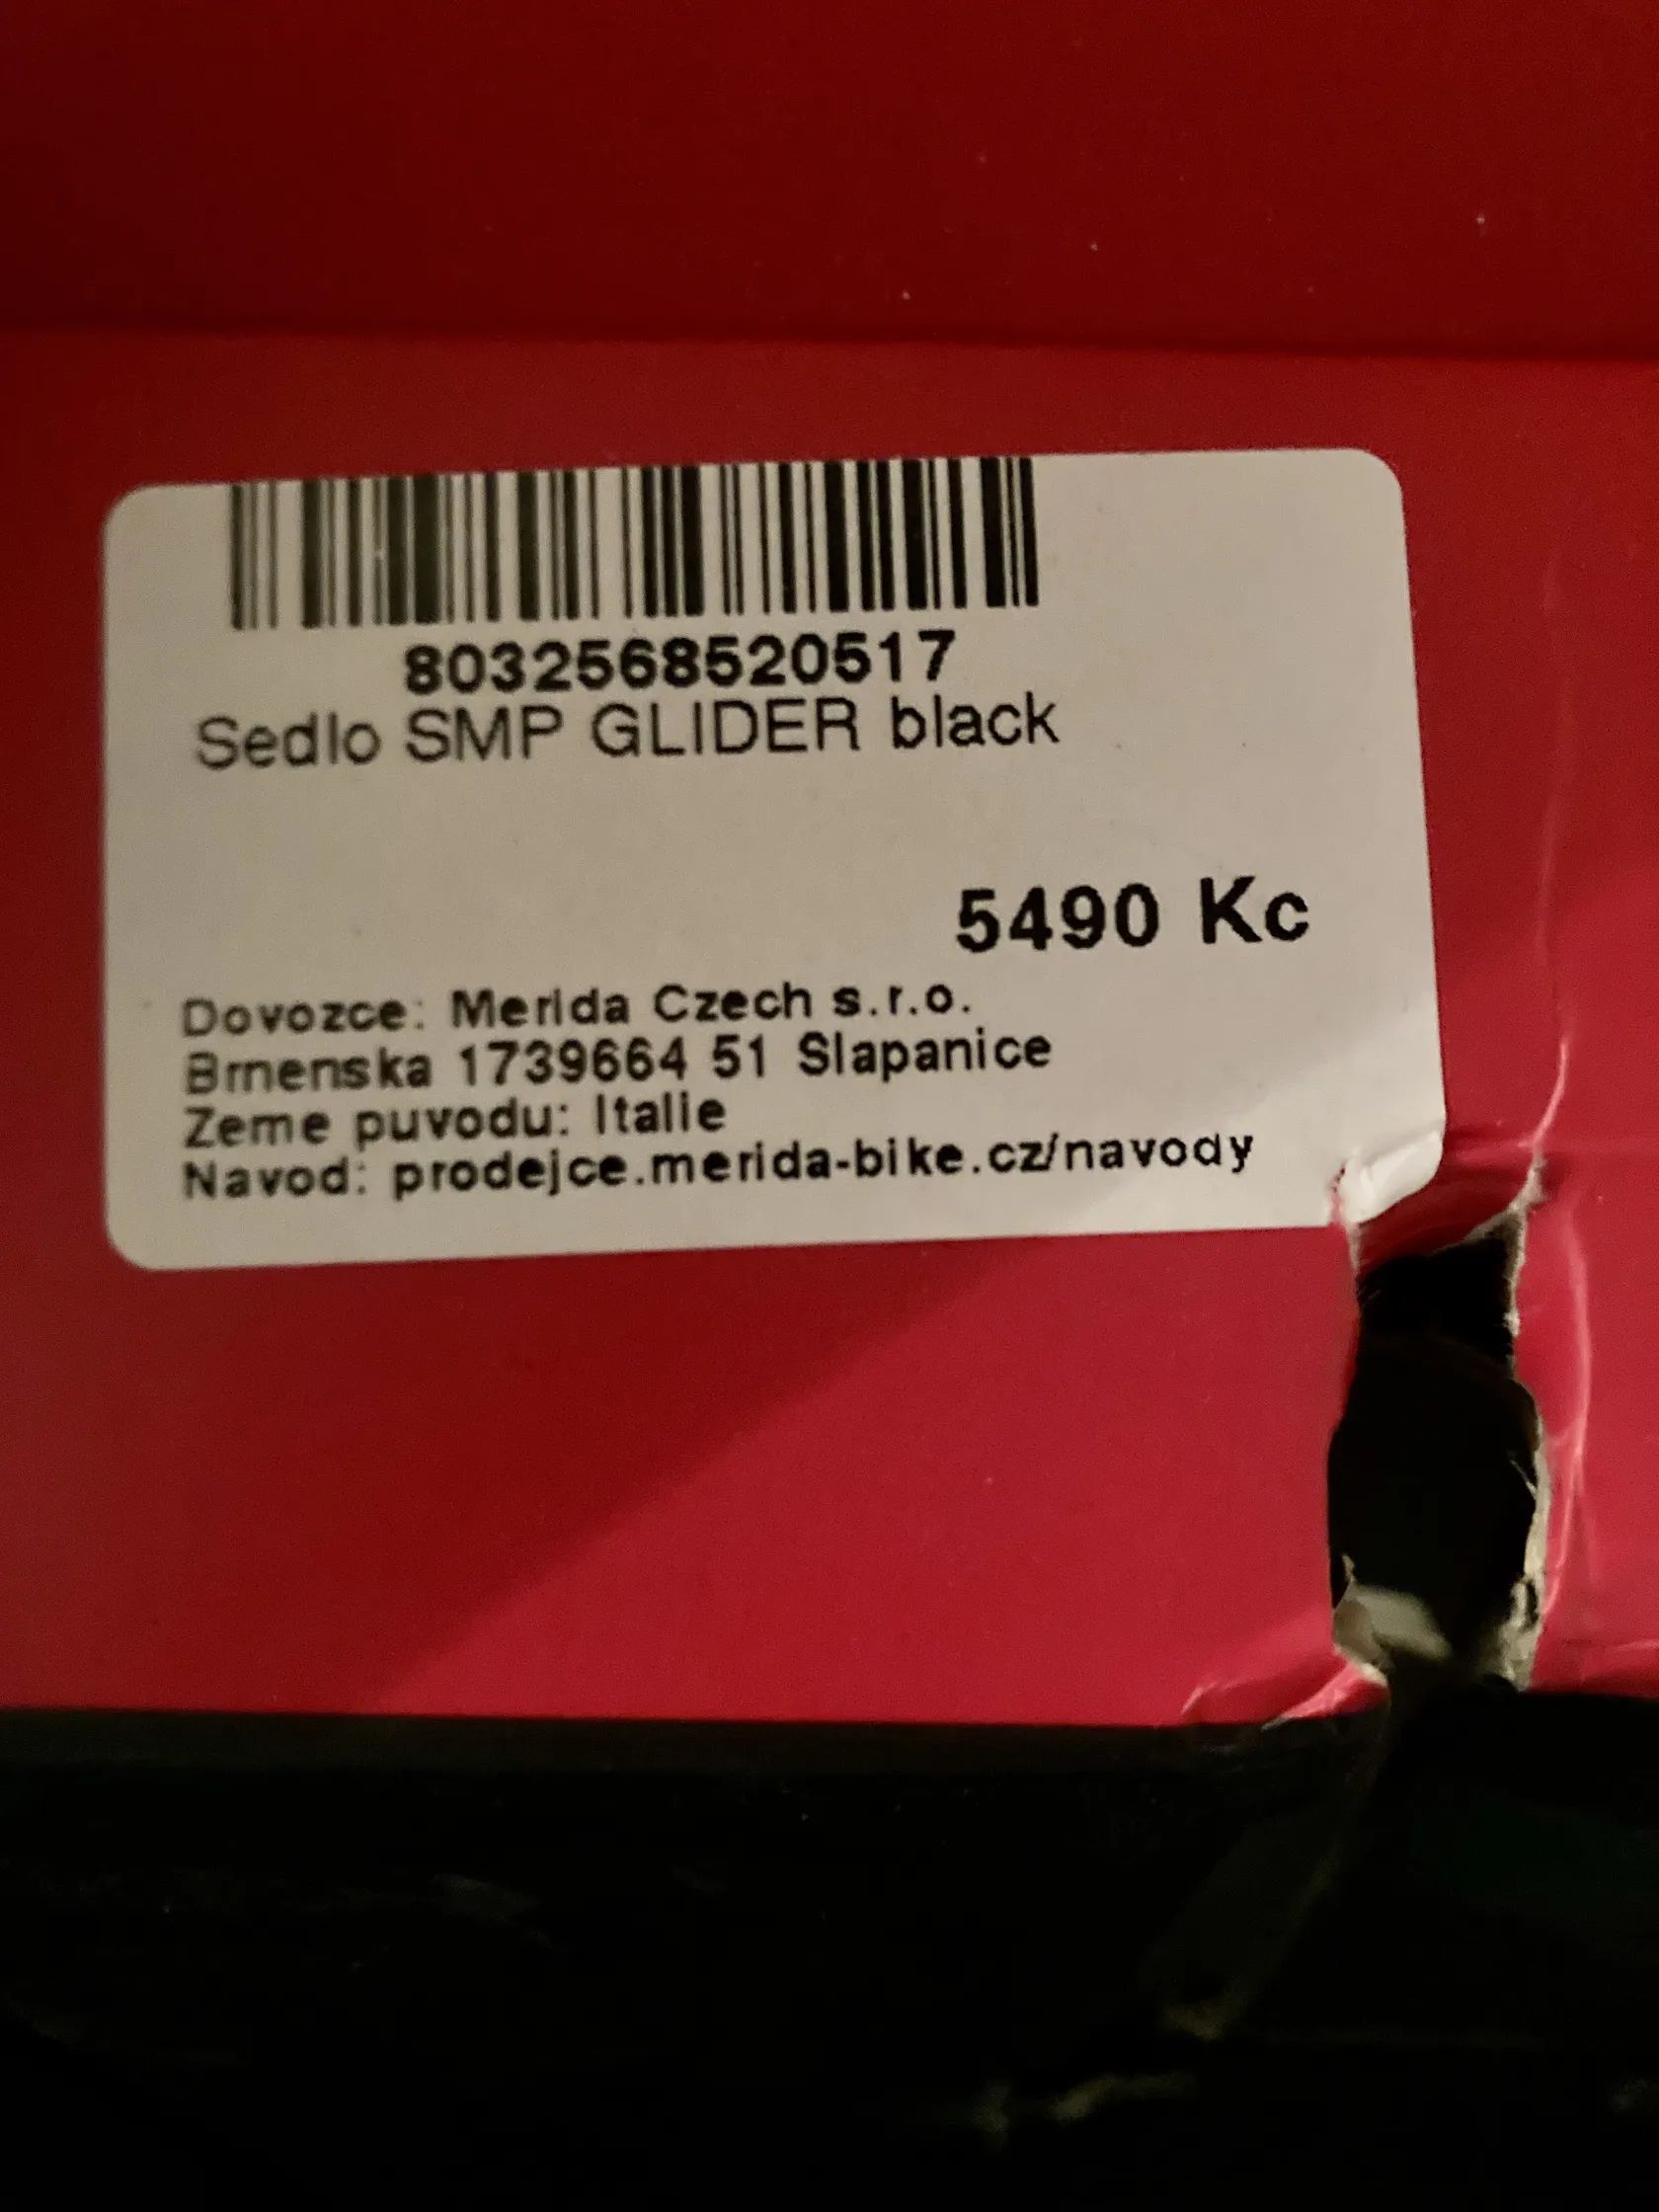 8032568520517
Sedlo SMP GLIDER black
5490 Kc
Dovozce: Merida Czech s.r.o.
Brnenska 1739664 51 Slapanice
Zeme puvodu: Italie
Navod: prodejce.merida-bike.cz/navody